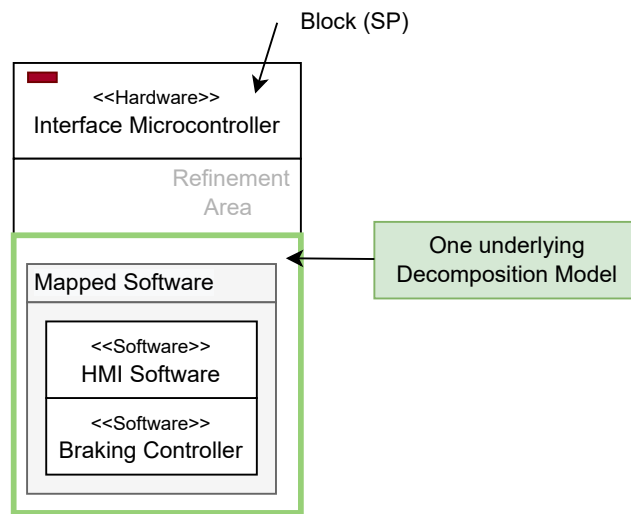 Block (SP)
<<Hardware>>
Interface Microcontroller
Refinement
Area
One underlying
Decomposition Model
Mapped Software
<<Software>>
HMI Software
<<Software>>
Braking Controller